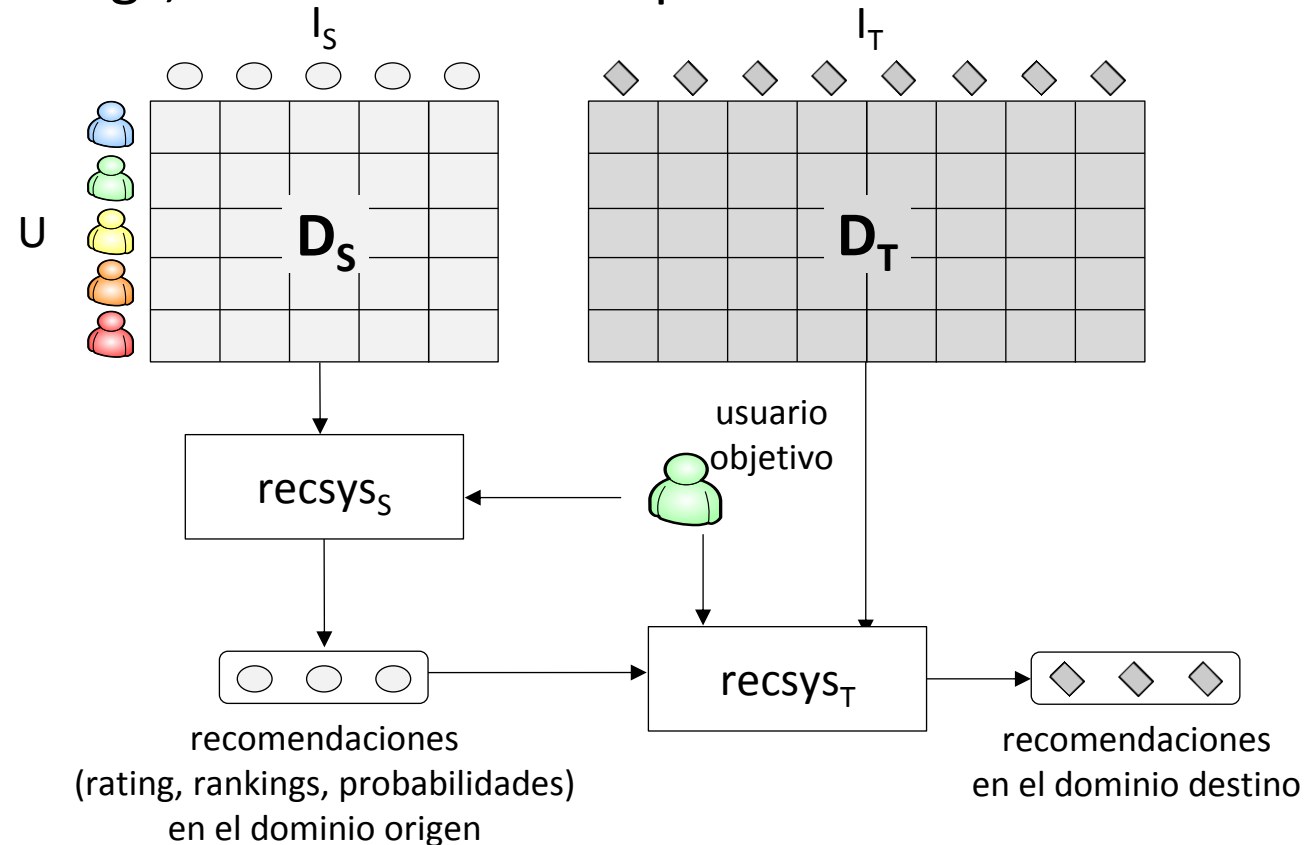 I_S
I_T
U
D_S
D_T
usuario
objetivo
recsys_S
recsys_T
recomendaciones
(rating, rankings, probabilidades)
en el dominio origen
recomendaciones
en el dominio destino